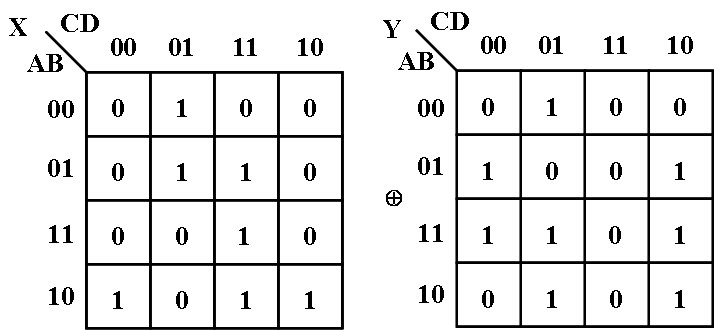 X CD
AB 00 01 11 10
00 0 1 0 0
01 0 1 1 0
11 0 0 1 0
10 1 0 1 1
⊕
Y CD
AB 00 01 11 10
00 0 1 0 0
01 1 0 0 1
11 1 1 0 1
10 0 1 0 1